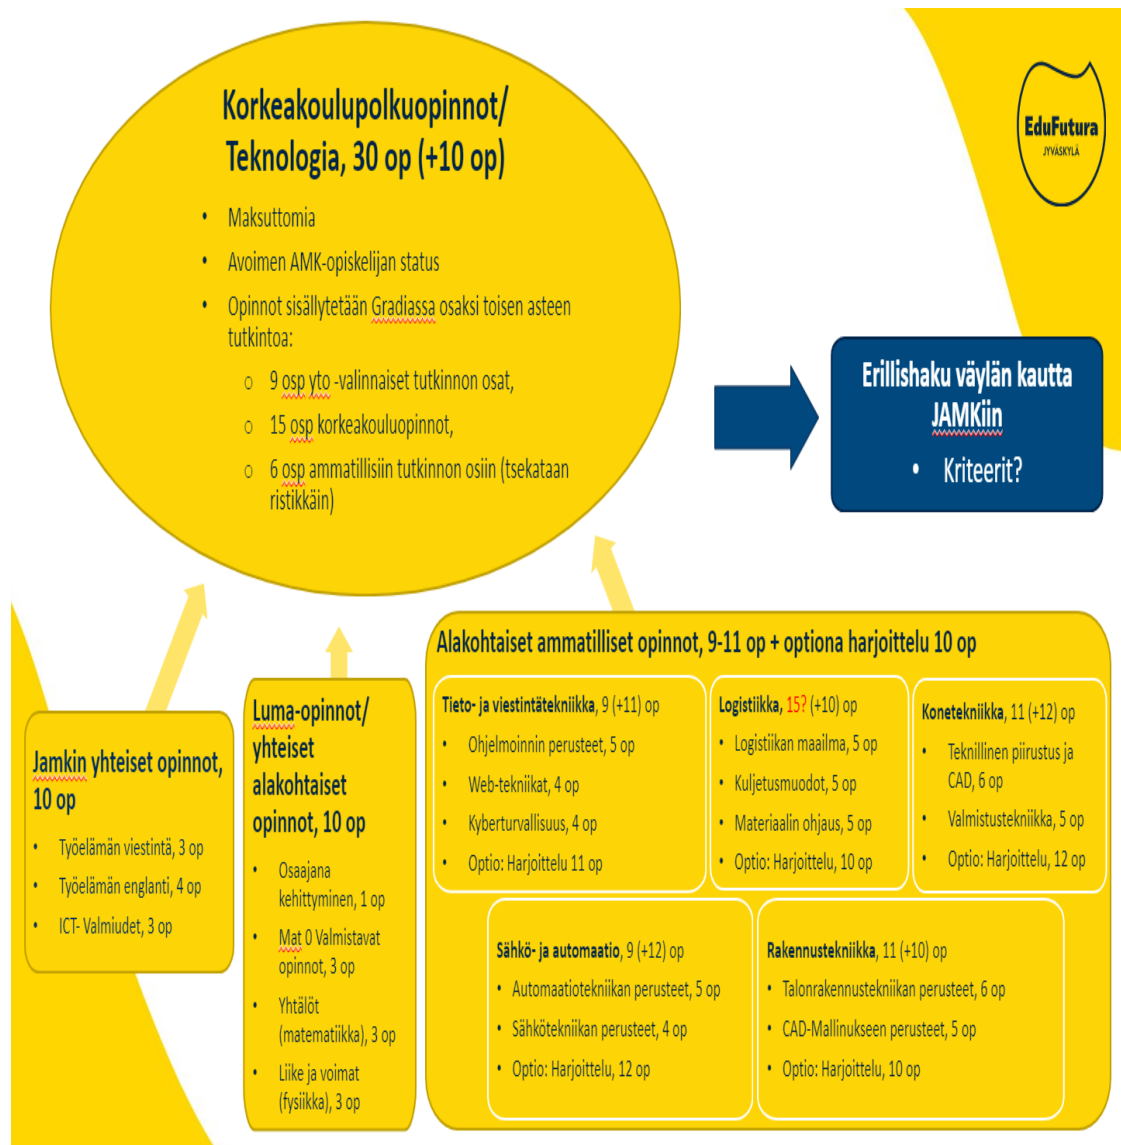 Korkeakoulupolkuopinnot/
Teknologia, 30 op (+10 op)
• Maksuttomia
• Avoimen AMK-opiskelijan status
• Opinnot sisällytetään Gradiassa osaksi toisen asteen
tutkintoa:
o 9 osp yto -valinnaiset tutkinnon osat,
o 15 osp korkeakouluopinnot,
o 6 osp ammatillisiin tutkinnon osiin (tsekataan
ristikkäin)
EduFutura
JYVÄSKYLÄ
Erillishaku väylän kautta
JAMKiin
• Kriteerit?
Jamkin yhteiset opinnot,
10 op
• Työelämän viestintä, 3 op
• Työelämän englanti, 4 op
• ICT- Valmiudet, 3 op
Luma-opinnot/
yhteiset
alakohtaiset
opinnot, 10 op
• Osaajana
kehittyminen, 1 op
• Mat 0 Valmistavat
opinnot, 3 op
• Yhtälöt
(matematiikka), 3 op
• Liike ja voimat
(fysiikka), 3 op
Alakohtaiset ammatilliset opinnot, 9-11 op + optiona harjoittelu 10 op
Tieto- ja viestintätekniikka, 9 (+11) op
• Ohjelmoinnin perusteet, 5 op
• Web-tekniikat, 4 op
• Kyberturvallisuus, 4 op
• Optio: Harjoittelu 11 op
Logistiikka, 15? (+10) op
• Logistiikan maailma, 5 op
• Kuljetusmuodot, 5 op
• Materiaalin ohjaus, 5 op
• Optio: Harjoittelu, 10 op
Konetekniikka, 11 (+12) op
• Teknillinen piirustus ja
CAD, 6 op
• Valmistustekniikka, 5 op
• Optio: Harjoittelu, 12 op
Sähkö- ja automaatio, 9 (+12) op
• Automaatiotekniikan perusteet, 5 op
• Sähkötekniikan perusteet, 4 op
• Optio: Harjoittelu, 12 op
Rakennustekniikka, 11 (+10) op
• Talonrakennustekniikan perusteet, 6 op
• CAD-Mallinukseen perusteet, 5 op
• Optio: Harjoittelu, 10 op